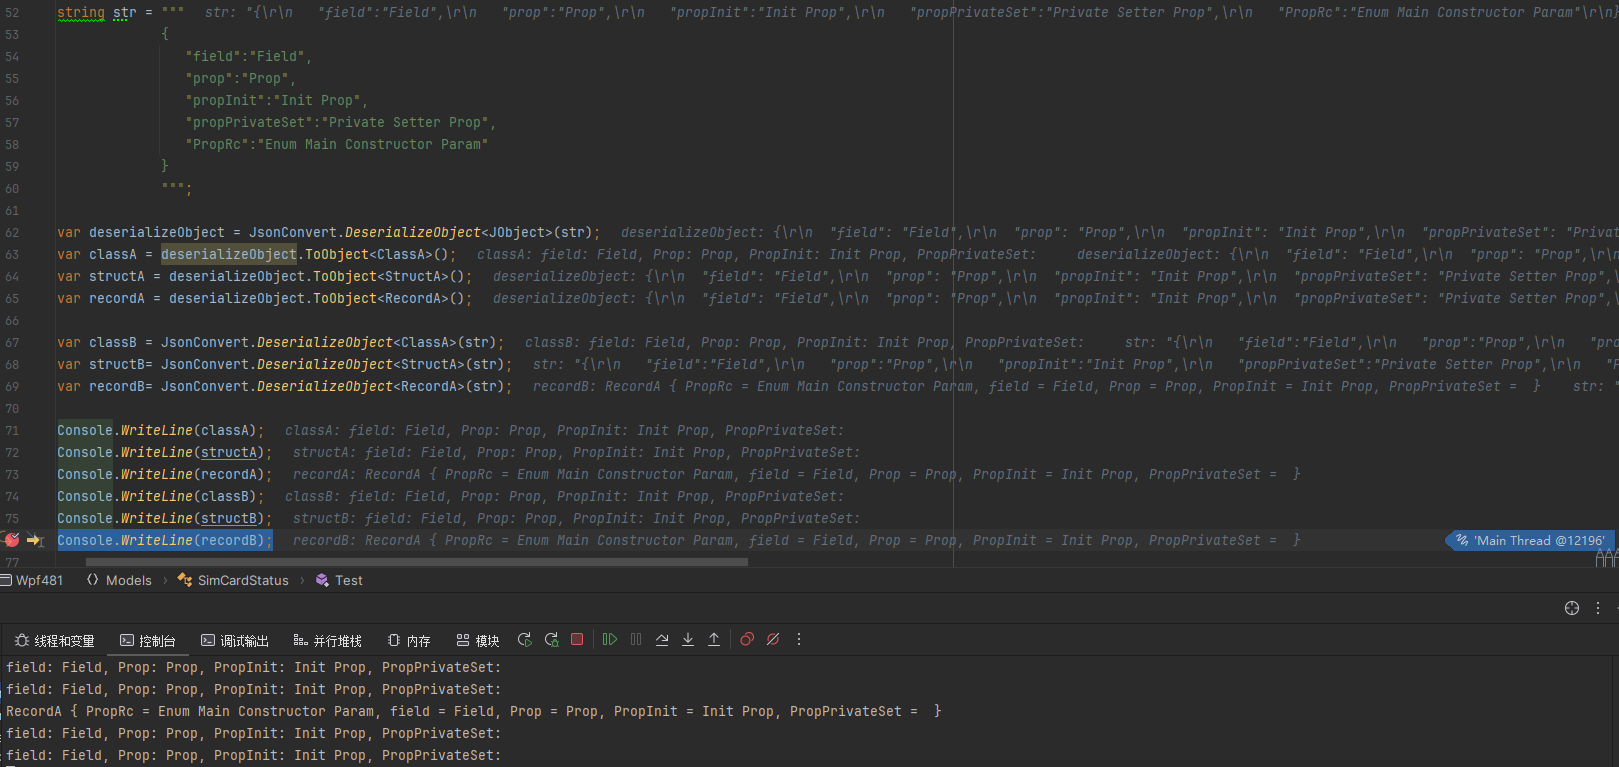 52 string str = """ str: "{\r\n   "field":"Field",\r\n   "prop":"Prop",\r\n   "propInit":"Init Prop",\r\n   "propPrivateSet":"Private Setter Prop",\r\n   "PropRc":"Enum Main Constructor Param"\r\n}
53 {
54 "field":"Field",
55 "prop":"Prop",
56 "propInit":"Init Prop",
57 "propPrivateSet":"Private Setter Prop",
58 "PropRc":"Enum Main Constructor Param"
59 }
60 """;
61
62 var deserializeObject = JsonConvert.DeserializeObject<JObject>(str); deserializeObject: {\r\n  "field": "Field",\r\n  "prop": "Prop",\r\n  "propInit": "Init Prop",\r\n  "propPrivateSet": "Privat
63 var classA = deserializeObject.ToObject<ClassA>(); classA: field: Field, Prop: Prop, PropInit: Init Prop, PropPrivateSet: deserializeObject: {\r\n  "field": "Field",\r\n  "prop": "Prop",\r\n
64 var structA = deserializeObject.ToObject<StructA>(); deserializeObject: {\r\n  "field": "Field",\r\n  "prop": "Prop",\r\n  "propInit": "Init Prop",\r\n  "propPrivateSet": "Private Setter Prop",\
65 var recordA = deserializeObject.ToObject<RecordA>(); deserializeObject: {\r\n  "field": "Field",\r\n  "prop": "Prop",\r\n  "propInit": "Init Prop",\r\n  "propPrivateSet": "Private Setter Prop",\
66
67 var classB = JsonConvert.DeserializeObject<ClassA>(str); classB: field: Field, Prop: Prop, PropInit: Init Prop, PropPrivateSet: str: "{\r\n   "field":"Field",\r\n   "prop":"Prop",\r\n   "pro
68 var structB= JsonConvert.DeserializeObject<StructA>(str); str: "{\r\n   "field":"Field",\r\n   "prop":"Prop",\r\n   "propInit":"Init Prop",\r\n   "propPrivateSet":"Private Setter Prop",\r\n   "P
69 var recordB= JsonConvert.DeserializeObject<RecordA>(str); recordB: RecordA { PropRc = Enum Main Constructor Param, field = Field, Prop = Prop, PropInit = Init Prop, PropPrivateSet =  } str: "
70
71 Console.WriteLine(classA); classA: field: Field, Prop: Prop, PropInit: Init Prop, PropPrivateSet:
72 Console.WriteLine(structA); structA: field: Field, Prop: Prop, PropInit: Init Prop, PropPrivateSet:
73 Console.WriteLine(recordA); recordA: RecordA { PropRc = Enum Main Constructor Param, field = Field, Prop = Prop, PropInit = Init Prop, PropPrivateSet =  }
74 Console.WriteLine(classB); classB: field: Field, Prop: Prop, PropInit: Init Prop, PropPrivateSet:
75 Console.WriteLine(structB); structB: field: Field, Prop: Prop, PropInit: Init Prop, PropPrivateSet:
Console.WriteLine(recordB); recordB: RecordA { PropRc = Enum Main Constructor Param, field = Field, Prop = Prop, PropInit = Init Prop, PropPrivateSet =  } 'Main Thread @12196'
77
Wpf481 Models SimCardStatus Test
线程和变量 控制台 调试输出 并行堆栈 内存 模块
field: Field, Prop: Prop, PropInit: Init Prop, PropPrivateSet:
field: Field, Prop: Prop, PropInit: Init Prop, PropPrivateSet:
RecordA { PropRc = Enum Main Constructor Param, field = Field, Prop = Prop, PropInit = Init Prop, PropPrivateSet =  }
field: Field, Prop: Prop, PropInit: Init Prop, PropPrivateSet:
field: Field, Prop: Prop, PropInit: Init Prop, PropPrivateSet: